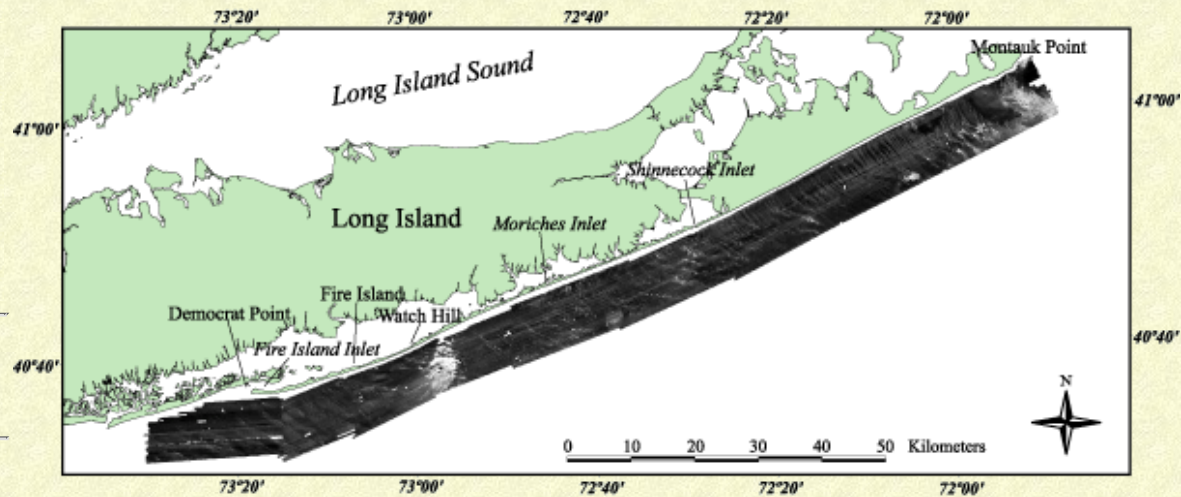 73°20' 73°00' 72°40' 72°20' 72°00'
Montauk Point
Long Island Sound
41°00' 41°00'
Shinnecock Inlet
Long Island
Moriches Inlet
Fire Island
Democrat Point Watch Hill
Fire Island Inlet
40°40' 40°40'
N
0 10 20 30 40 50 Kilometers
73°20' 73°00' 72°40' 72°20' 72°00'